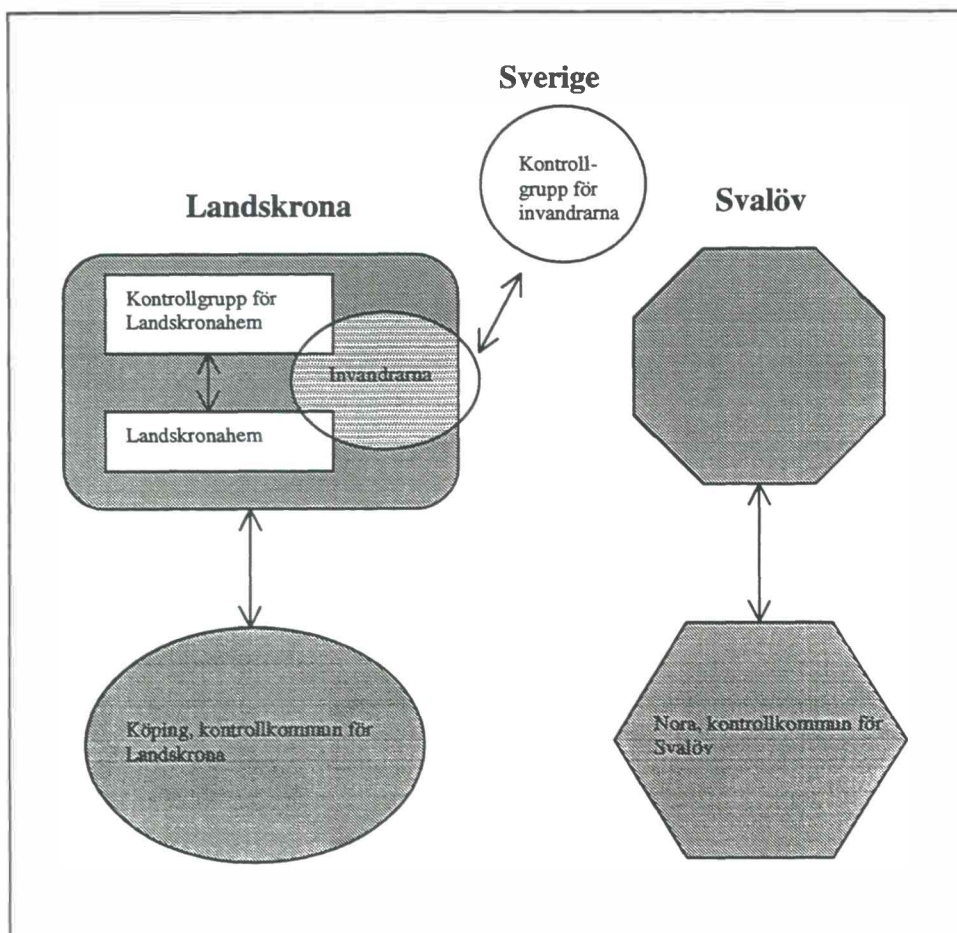 Sverige
Kontroll-
grupp för
invandrarna
Landskrona
Svalöv
Kontrollgrupp för
Landskronahem
Invandrarna
Landskronahem
Köping, kontrollkommun för
Landskrona
Nora, kontrollkommun för
Svalöv